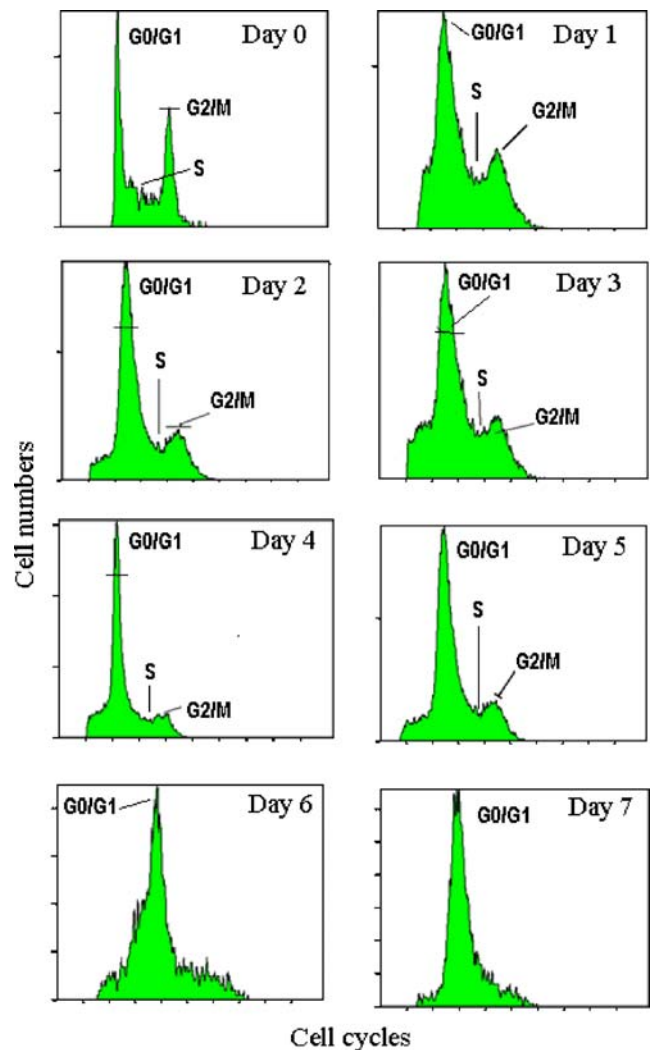 G0/G1
Day 0
G2/M
S
G0/G1
Day 1
S
G2/M
G0/G1
Day 2
S
G2/M
G0/G1
Day 3
S
G2/M
G0/G1
Day 4
S
G2/M
G0/G1
Day 5
S
G2/M
G0/G1
Day 6
G0/G1
Day 7
Cell numbers
Cell cycles